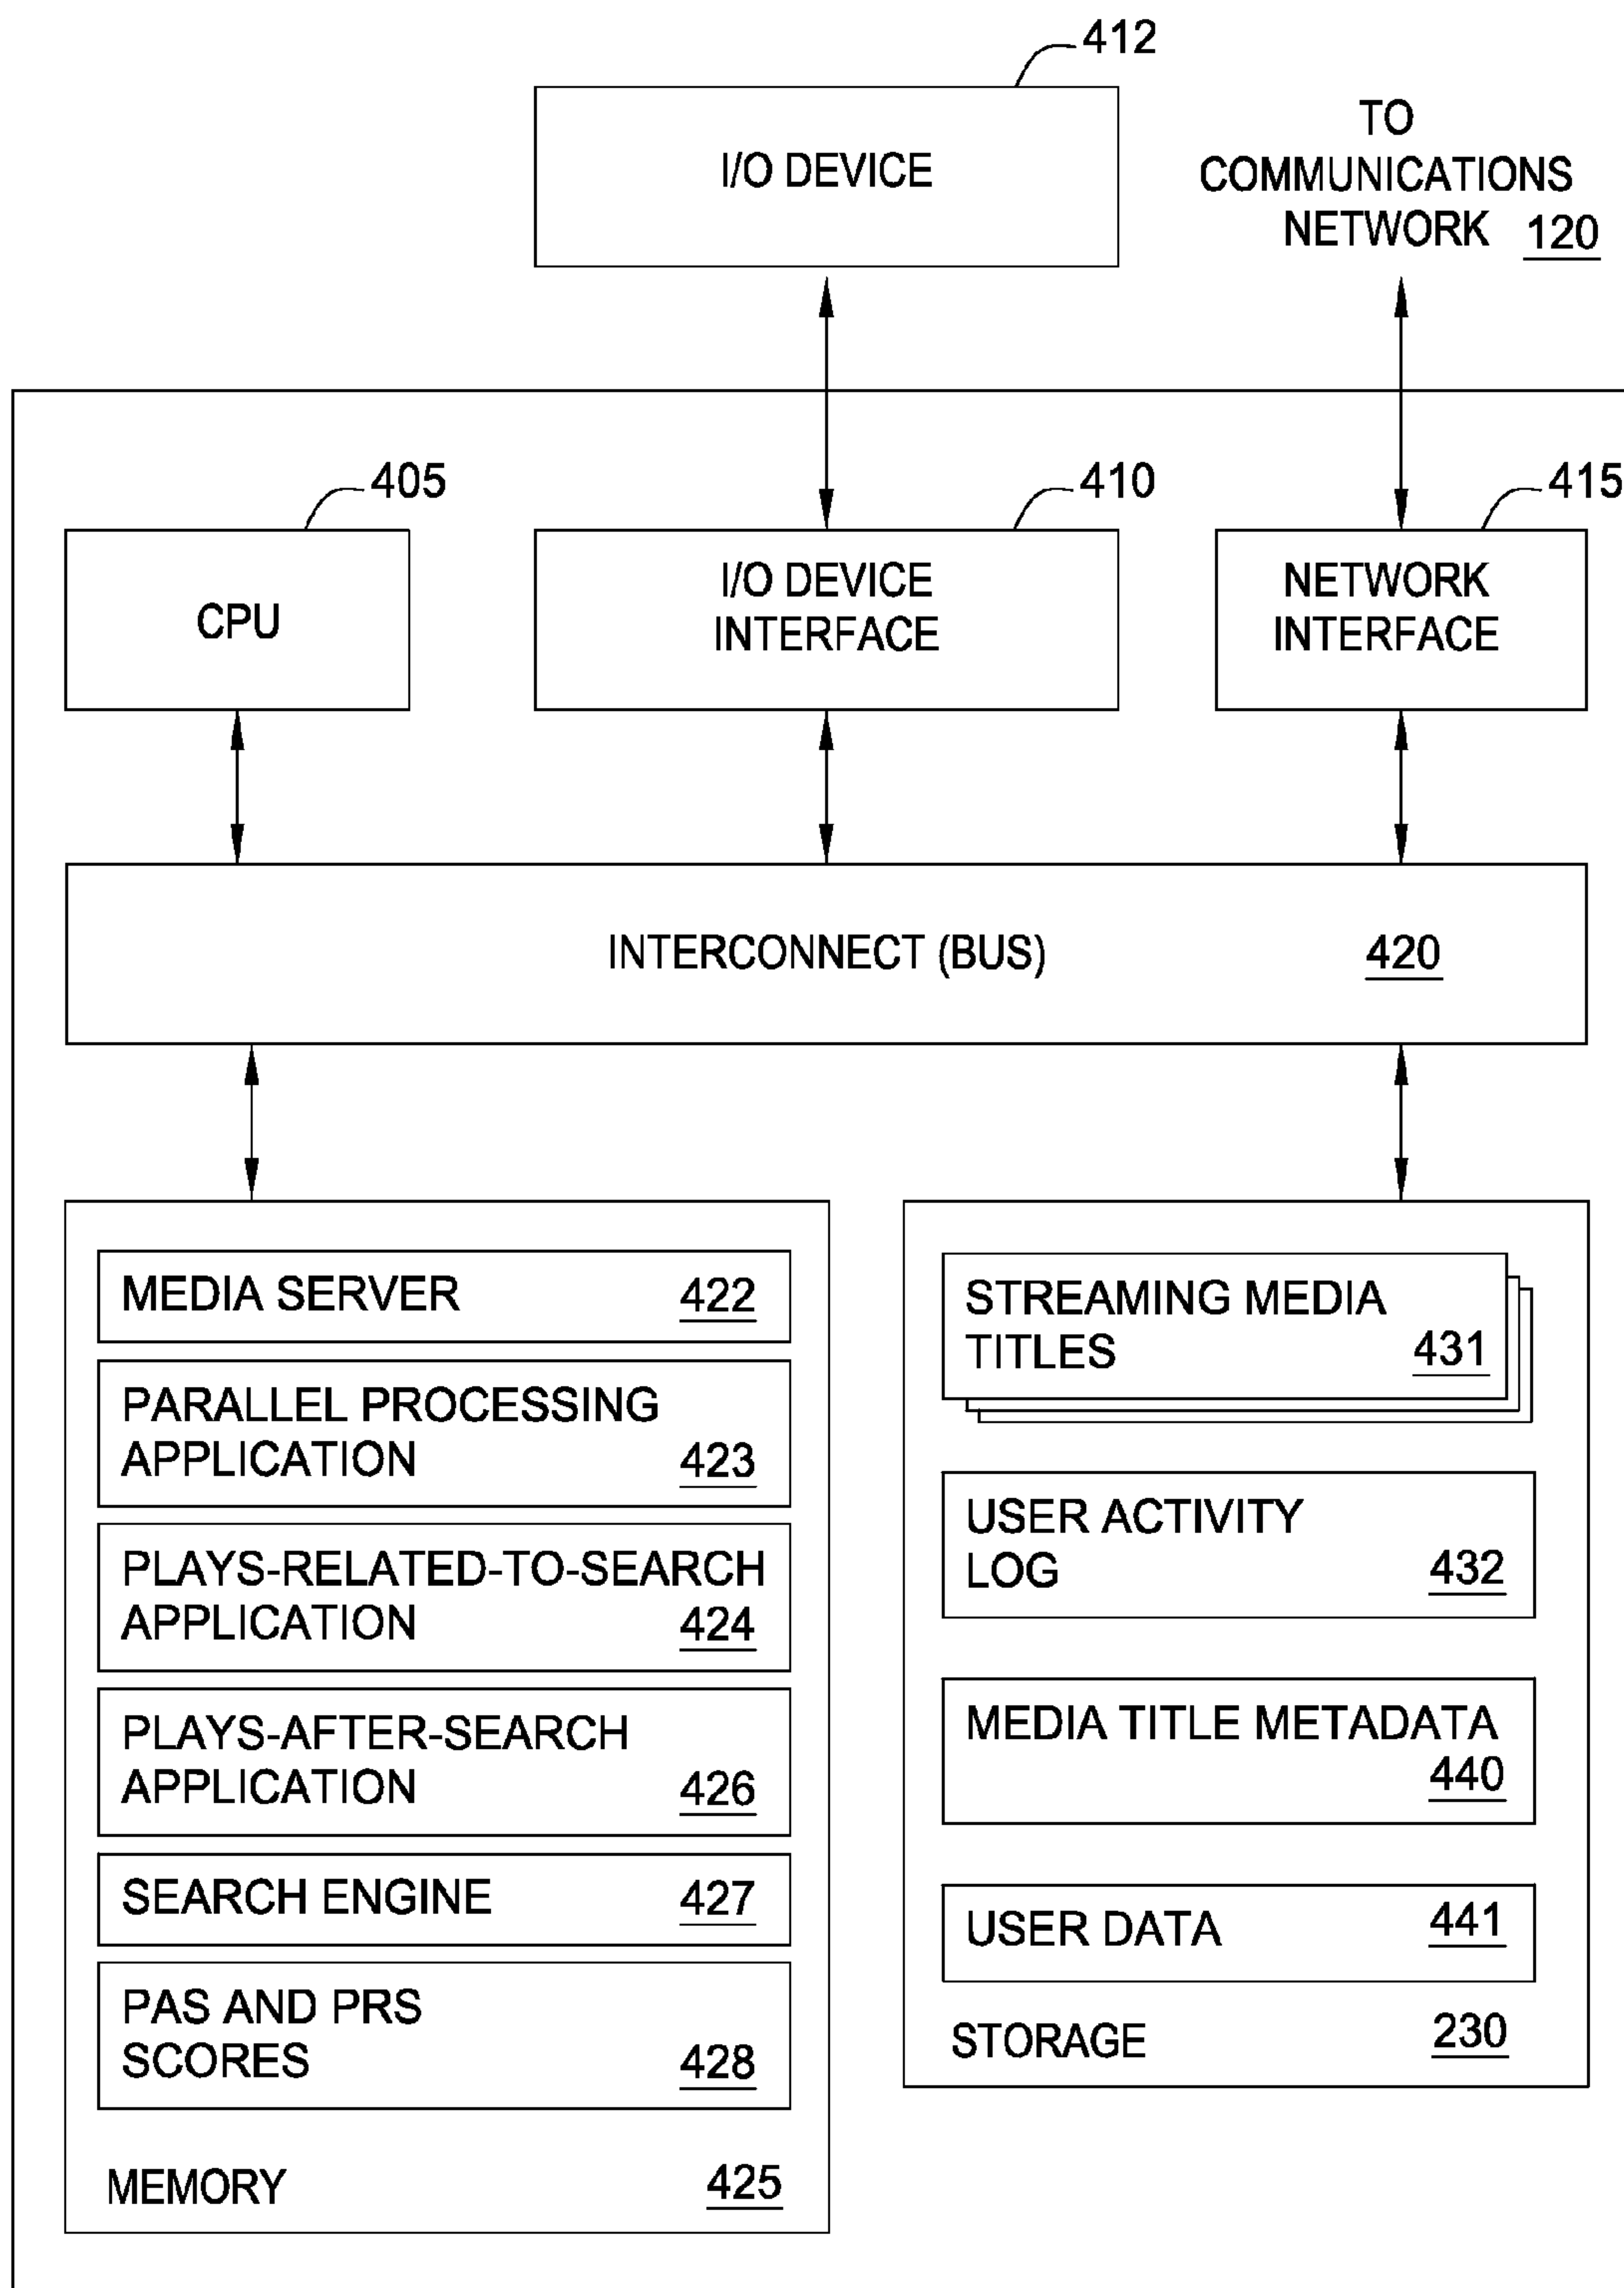 412
I/O DEVICE
TO
COMMUNICATIONS
NETWORK 120
405
410
415
CPU
I/O DEVICE
INTERFACE
NETWORK
INTERFACE
INTERCONNECT (BUS) 420
MEDIA SERVER 422
PARALLEL PROCESSING
APPLICATION 423
PLAYS-RELATED-TO-SEARCH
APPLICATION 424
PLAYS-AFTER-SEARCH
APPLICATION 426
SEARCH ENGINE 427
PAS AND PRS
SCORES 428
MEMORY 425
STREAMING MEDIA
TITLES 431
USER ACTIVITY
LOG 432
MEDIA TITLE METADATA
440
USER DATA 441
STORAGE 230